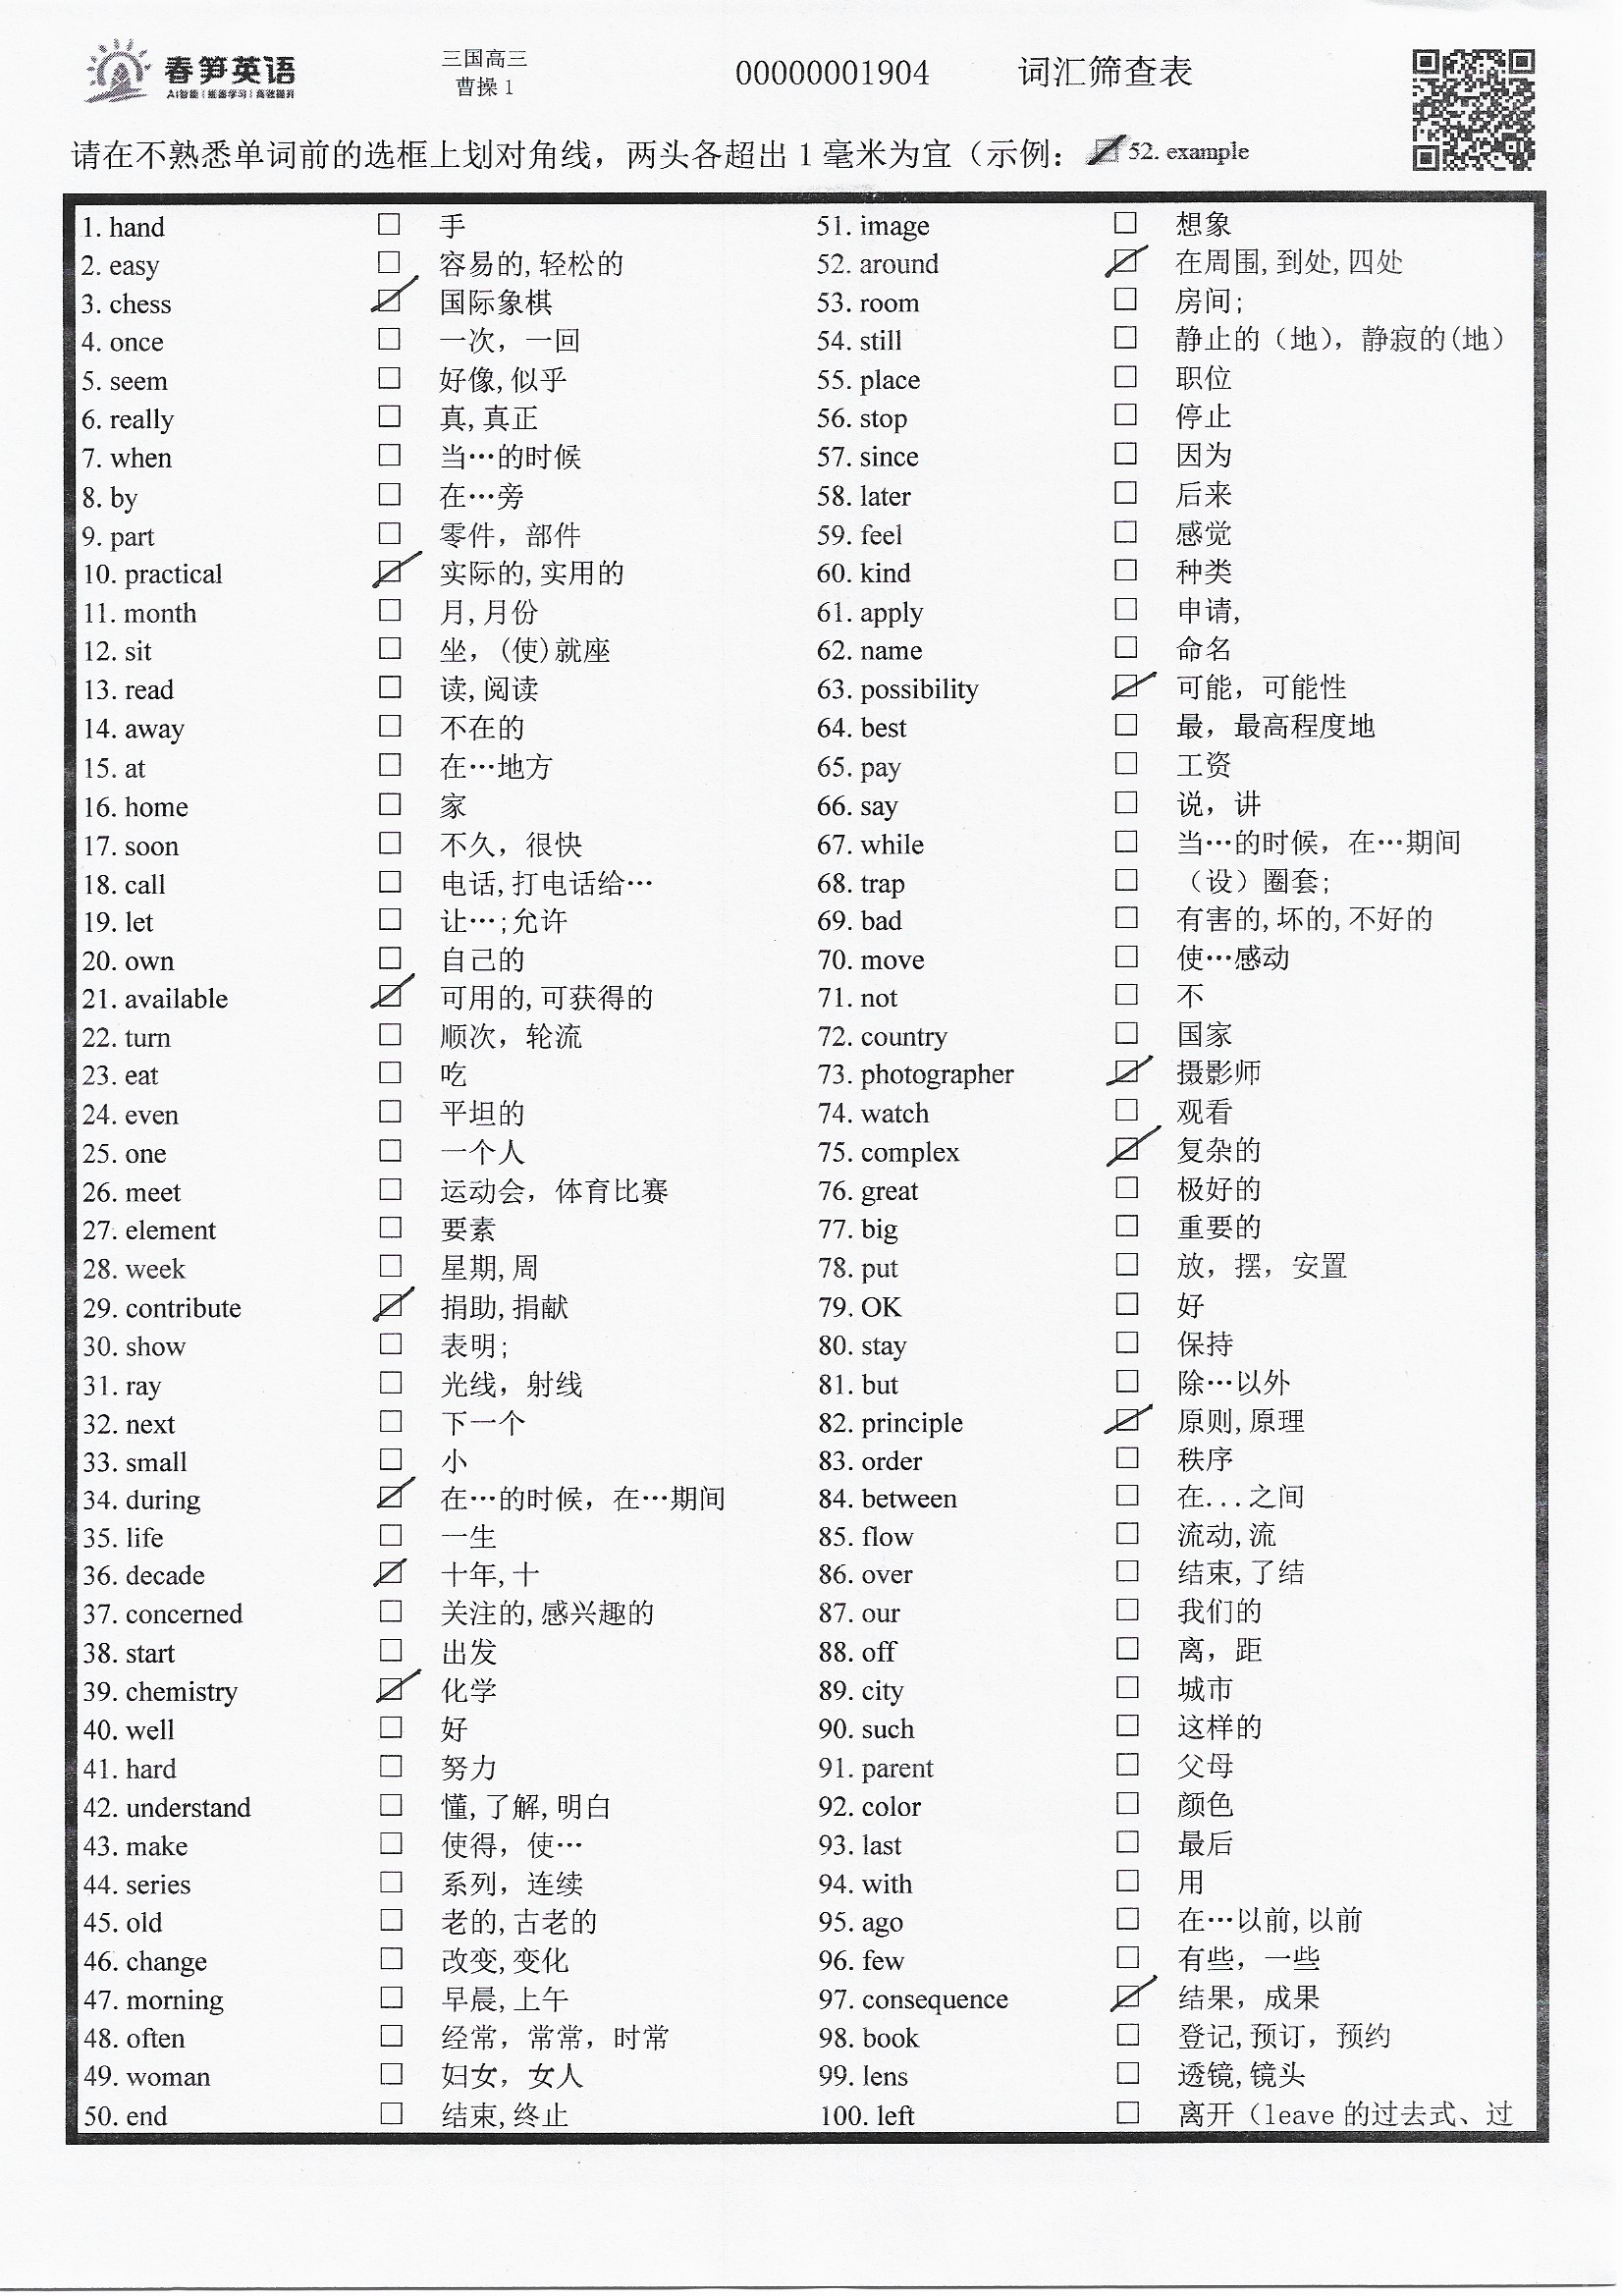 春笋英语
AI智能|拓普学习|高效提升
三国高三
曹操 1
00000001904
词汇筛查表
请在不熟悉单词前的选框上划对角线，两头各超出 1 毫米为宜（示例： 52. example
1. hand 手
2. easy 容易的,轻松的
3. chess 国际象棋
4. once 一次，一回
5. seem 好像,似乎
6. really 真,真正
7. when 当…的时候
8. by 在…旁
9. part 零件，部件
10. practical 实际的,实用的
11. month 月,月份
12. sit 坐，(使)就座
13. read 读,阅读
14. away 不在的
15. at 在…地方
16. home 家
17. soon 不久，很快
18. call 电话,打电话给…
19. let 让…;允许
20. own 自己的
21. available 可用的,可获得的
22. turn 顺次，轮流
23. eat 吃
24. even 平坦的
25. one 一个人
26. meet 运动会，体育比赛
27. element 要素
28. week 星期,周
29. contribute 捐助,捐献
30. show 表明;
31. ray 光线，射线
32. next 下一个
33. small 小
34. during 在…的时候，在…期间
35. life 一生
36. decade 十年,十
37. concerned 关注的,感兴趣的
38. start 出发
39. chemistry 化学
40. well 好
41. hard 努力
42. understand 懂,了解,明白
43. make 使得，使…
44. series 系列，连续
45. old 老的,古老的
46. change 改变,变化
47. morning 早晨,上午
48. often 经常，常常，时常
49. woman 妇女，女人
50. end 结束,终止
51. image 想象
52. around 在周围,到处,四处
53. room 房间;
54. still 静止的（地），静寂的(地）
55. place 职位
56. stop 停止
57. since 因为
58. later 后来
59. feel 感觉
60. kind 种类
61. apply 申请,
62. name 命名
63. possibility 可能，可能性
64. best 最，最高程度地
65. pay 工资
66. say 说，讲
67. while 当…的时候，在…期间
68. trap （设）圈套;
69. bad 有害的,坏的,不好的
70. move 使…感动
71. not 不
72. country 国家
73. photographer 摄影师
74. watch 观看
75. complex 复杂的
76. great 极好的
77. big 重要的
78. put 放，摆，安置
79. OK 好
80. stay 保持
81. but 除…以外
82. principle 原则,原理
83. order 秩序
84. between 在...之间
85. flow 流动,流
86. over 结束,了结
87. our 我们的
88. off 离，距
89. city 城市
90. such 这样的
91. parent 父母
92. color 颜色
93. last 最后
94. with 用
95. ago 在…以前,以前
96. few 有些，一些
97. consequence 结果，成果
98. book 登记,预订，预约
99. lens 透镜,镜头
100. left 离开（leave 的过去式、过